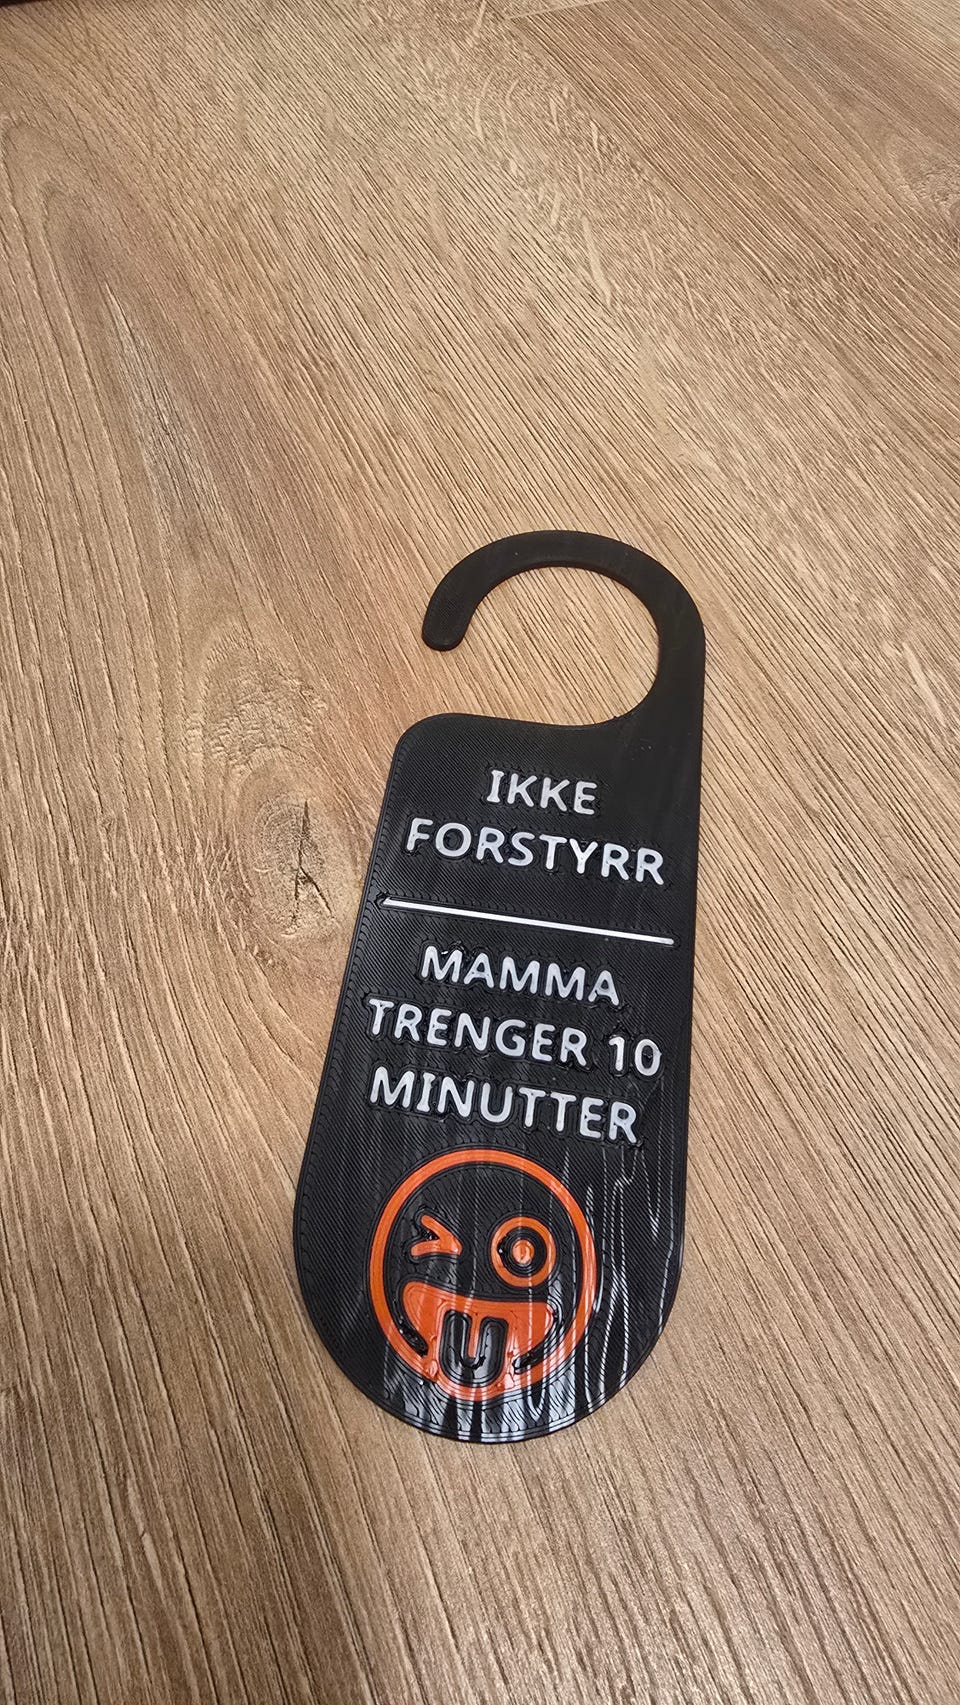 IKKE
FORSTYRR
MAMMA
TRENGER 10
MINUTTER